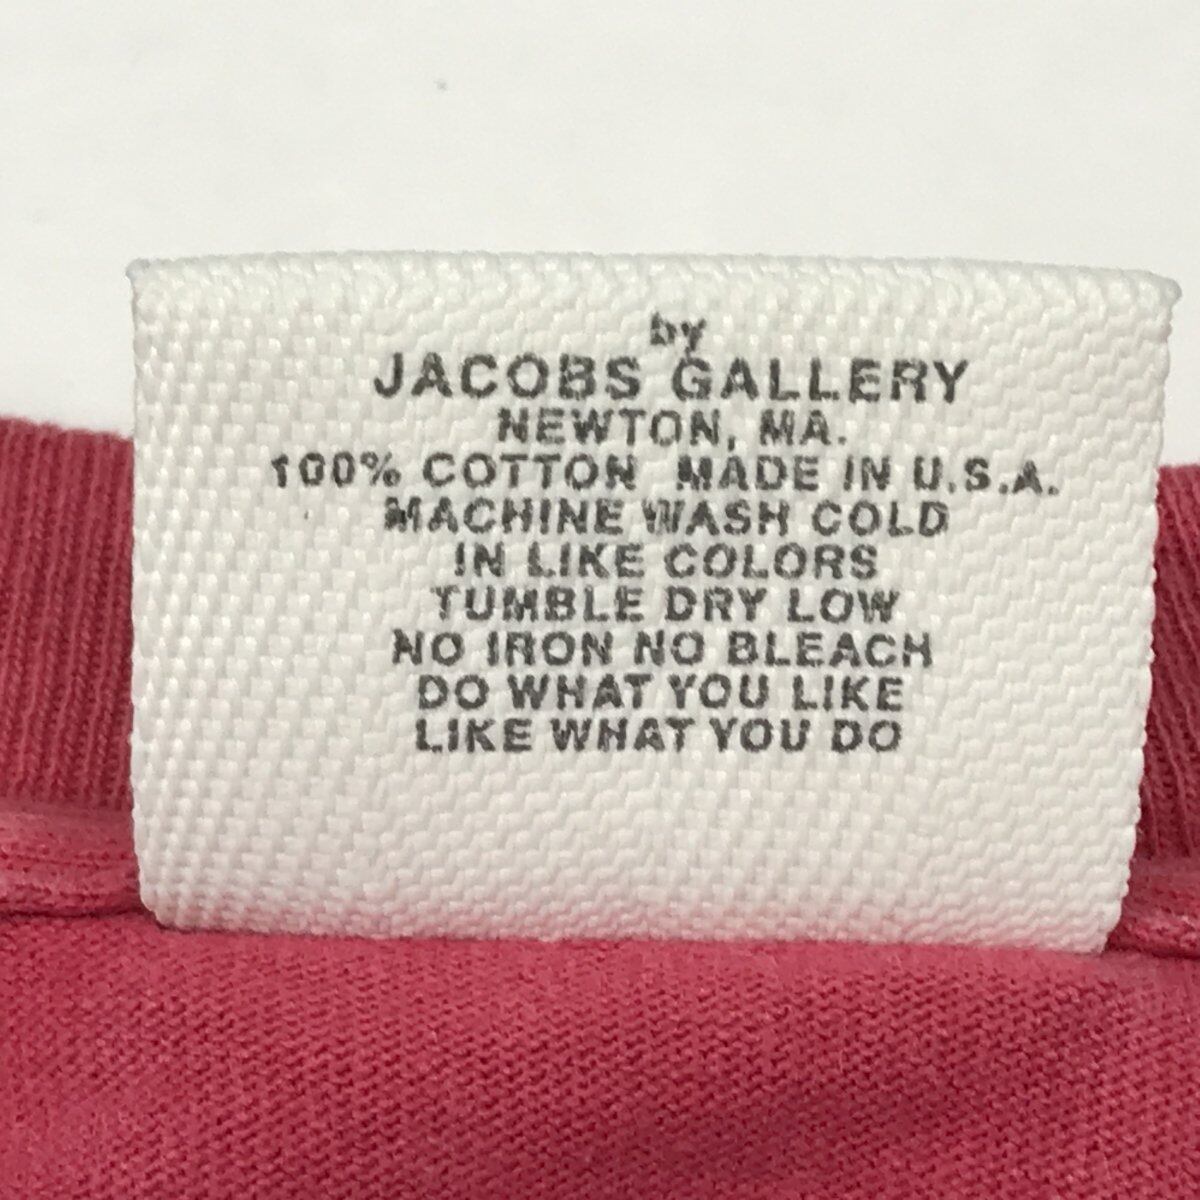 by
JACOBS GALLERY
NEWTON, MA.
100% COTTON MADE IN U.S.A.
MACHINE WASH COLD
IN LIKE COLORS
TUMBLE DRY LOW
NO IRON NO BLEACH
DO WHAT YOU LIKE
LIKE WHAT YOU DO